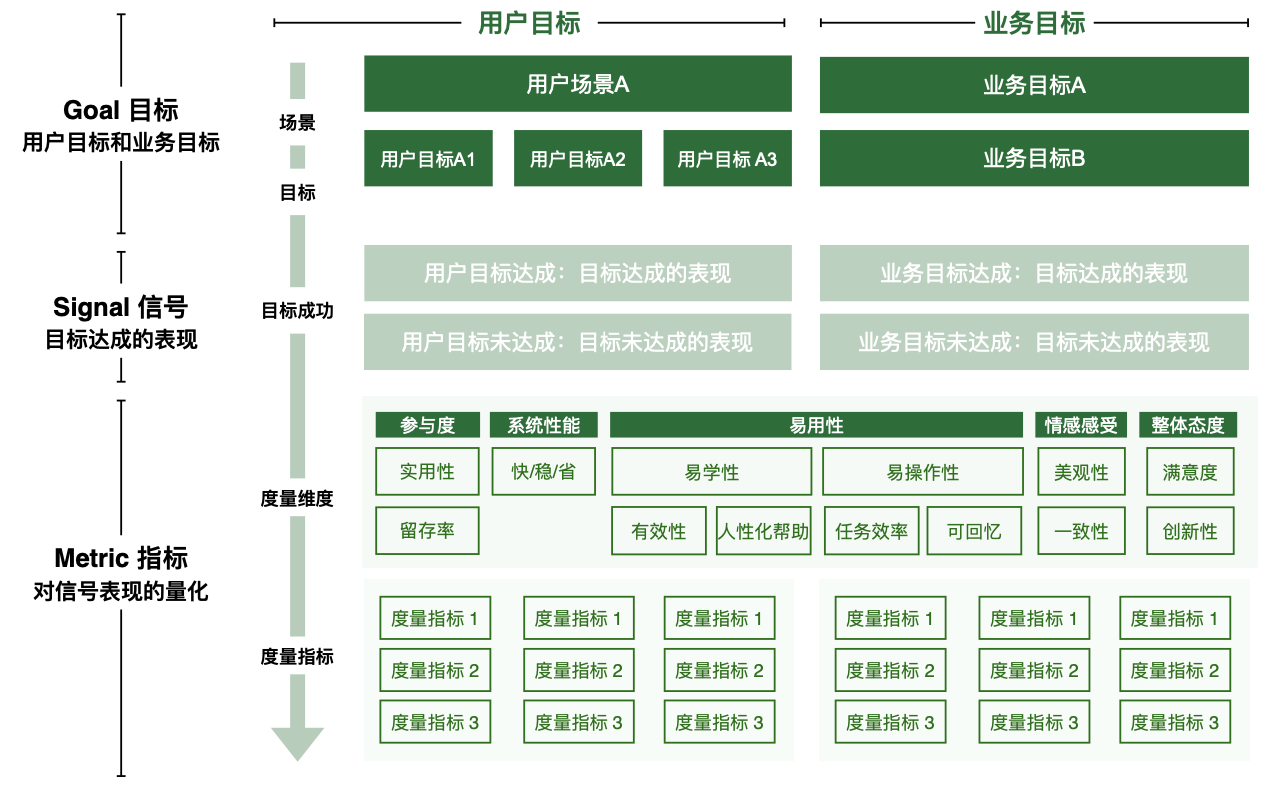 用户目标
业务目标
Goal 目标
用户目标和业务目标
场景
目标
用户场景A
业务目标A
用户目标A1
用户目标A2
用户目标 A3
业务目标B
Signal 信号
目标达成的表现
目标成功
用户目标达成：目标达成的表现
业务目标达成：目标达成的表现
用户目标未达成：目标未达成的表现
业务目标未达成：目标未达成的表现
Metric 指标
对信号表现的量化
度量维度
参与度
系统性能
易用性
情感感受
整体态度
实用性
快/稳/省
易学性
易操作性
美观性
满意度
留存率
有效性
人性化帮助
任务效率
可回忆
一致性
创新性
度量指标
度量指标 1
度量指标 1
度量指标 1
度量指标 1
度量指标 1
度量指标 1
度量指标 2
度量指标 2
度量指标 2
度量指标 2
度量指标 2
度量指标 2
度量指标 3
度量指标 3
度量指标 3
度量指标 3
度量指标 3
度量指标 3